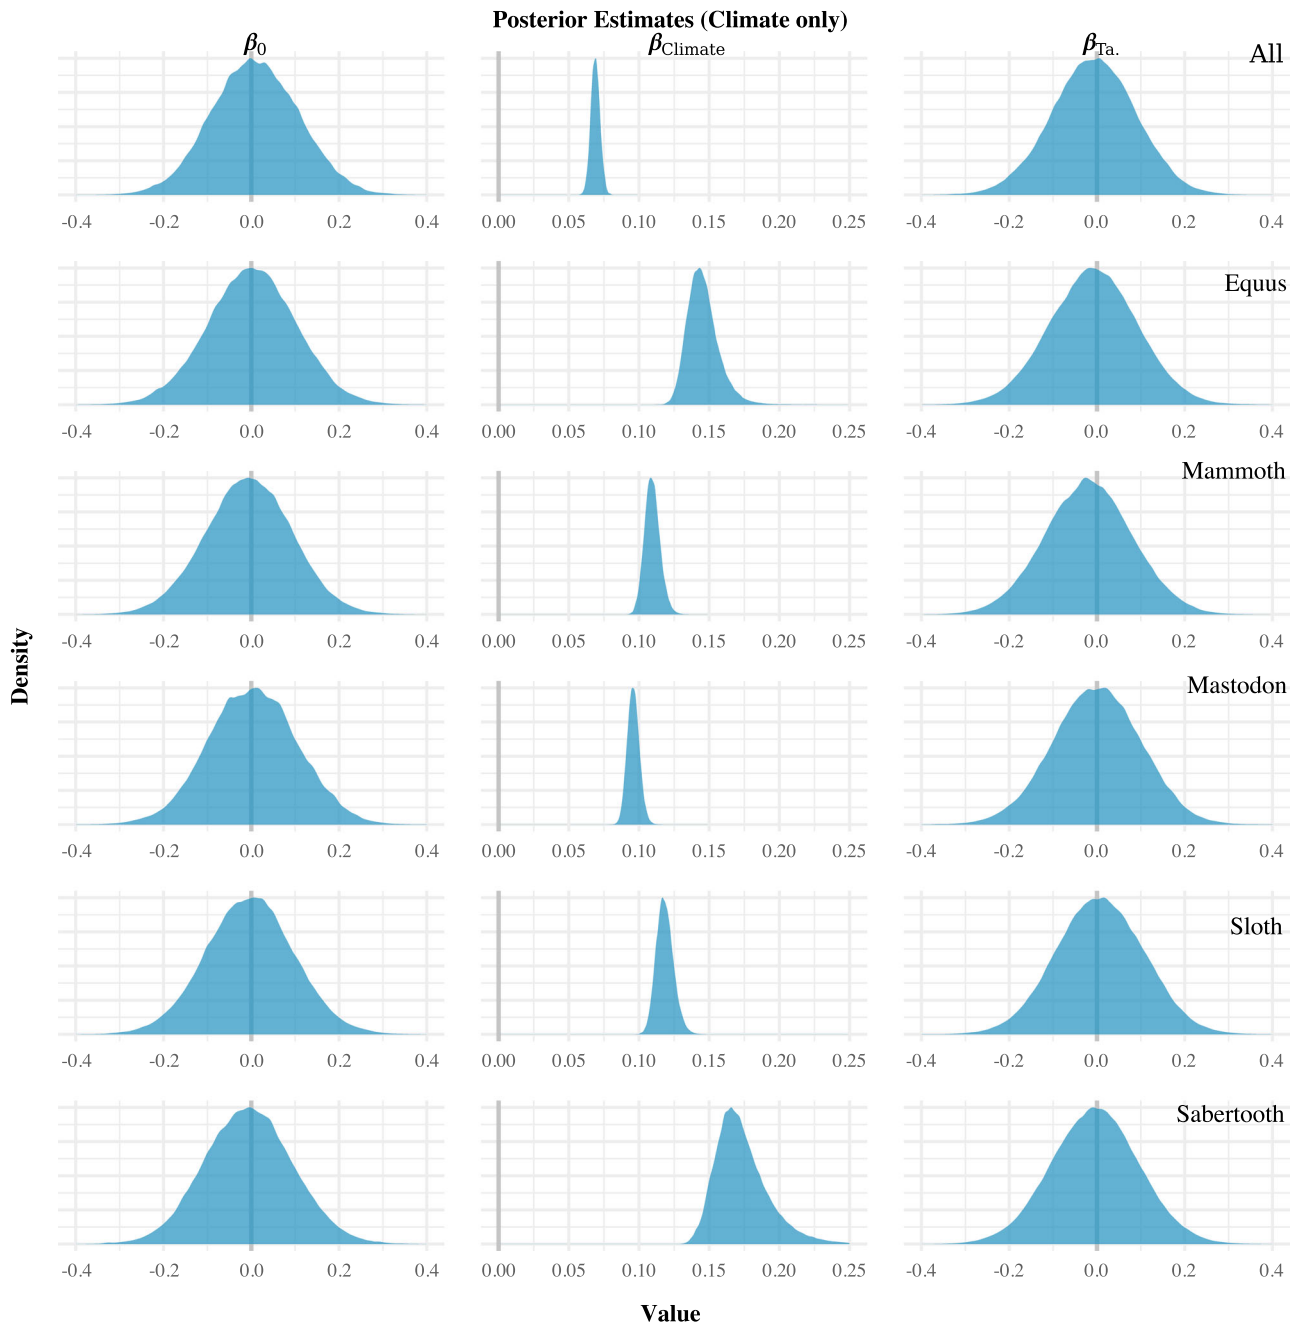 Posterior Estimates (Climate only)
β0 βClimate βTa. All
-0.4 -0.2 0.0 0.2 0.4 0.00 0.05 0.10 0.15 0.20 0.25 -0.4 -0.2 0.0 0.2 0.4
Equus
-0.4 -0.2 0.0 0.2 0.4 0.00 0.05 0.10 0.15 0.20 0.25 -0.4 -0.2 0.0 0.2 0.4
Mammoth
-0.4 -0.2 0.0 0.2 0.4 0.00 0.05 0.10 0.15 0.20 0.25 -0.4 -0.2 0.0 0.2 0.4
Density
Mastodon
-0.4 -0.2 0.0 0.2 0.4 0.00 0.05 0.10 0.15 0.20 0.25 -0.4 -0.2 0.0 0.2 0.4
Sloth
-0.4 -0.2 0.0 0.2 0.4 0.00 0.05 0.10 0.15 0.20 0.25 -0.4 -0.2 0.0 0.2 0.4
Sabertooth
-0.4 -0.2 0.0 0.2 0.4 0.00 0.05 0.10 0.15 0.20 0.25 -0.4 -0.2 0.0 0.2 0.4
Value